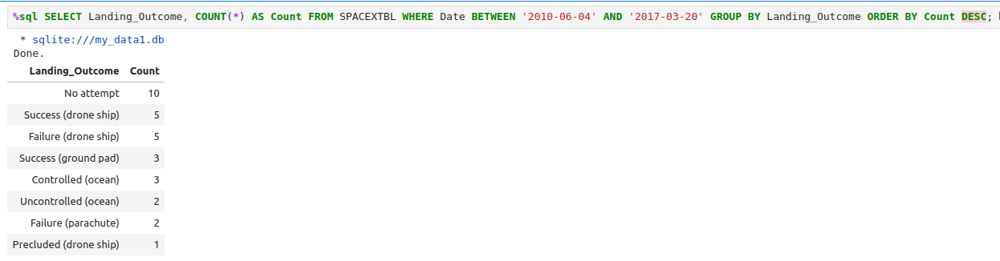 %sql SELECT Landing_Outcome, COUNT(*) AS Count FROM SPACEXTBL WHERE Date BETWEEN '2010-06-04' AND '2017-03-20' GROUP BY Landing_Outcome ORDER BY Count DESC;
* sqlite:///my_data1.db
Done.
Landing_Outcome Count
No attempt 10
Success (drone ship) 5
Failure (drone ship) 5
Success (ground pad) 3
Controlled (ocean) 3
Uncontrolled (ocean) 2
Failure (parachute) 2
Precluded (drone ship) 1